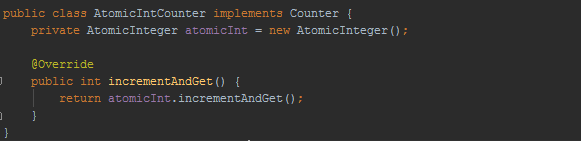 public class AtomicIntCounter implements Counter {
    private AtomicInteger atomicInt = new AtomicInteger();
    @Override
    public int incrementAndGet() {
        return atomicInt.incrementAndGet();
    }
}